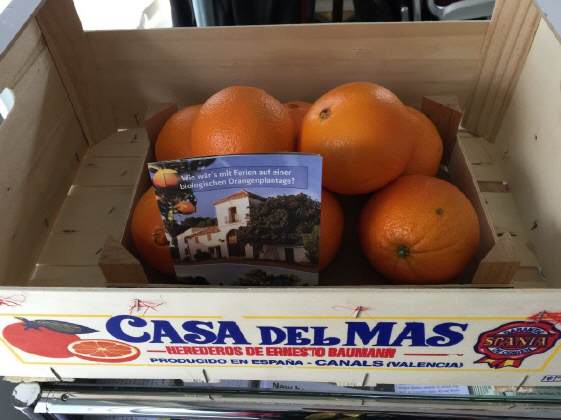 Wie wär's mit Ferien auf einer
biologischen Orangenplantage?
CASA DEL MAS
HEREDEROS DE ERNESTO BAUMANN
PRODUCIDO EN ESPAÑA - CANALS (VALENCIA)
SPANIA